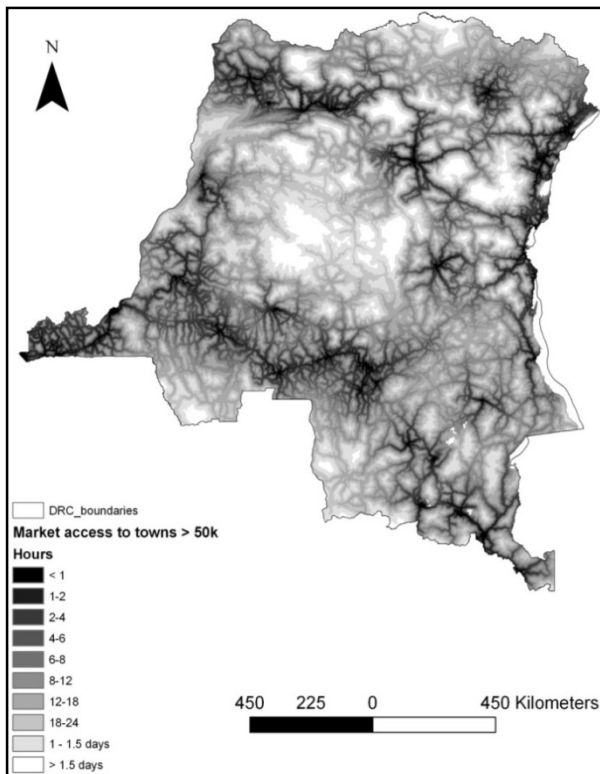 N
DRC_boundaries
Market access to towns > 50k
Hours
< 1
1-2
2-4
4-6
6-8
8-12
12-18
18-24
1 - 1.5 days
> 1.5 days
450 225 0 450 Kilometers